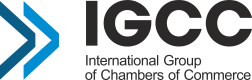 IGCC
International Group
of Chambers of Commerce